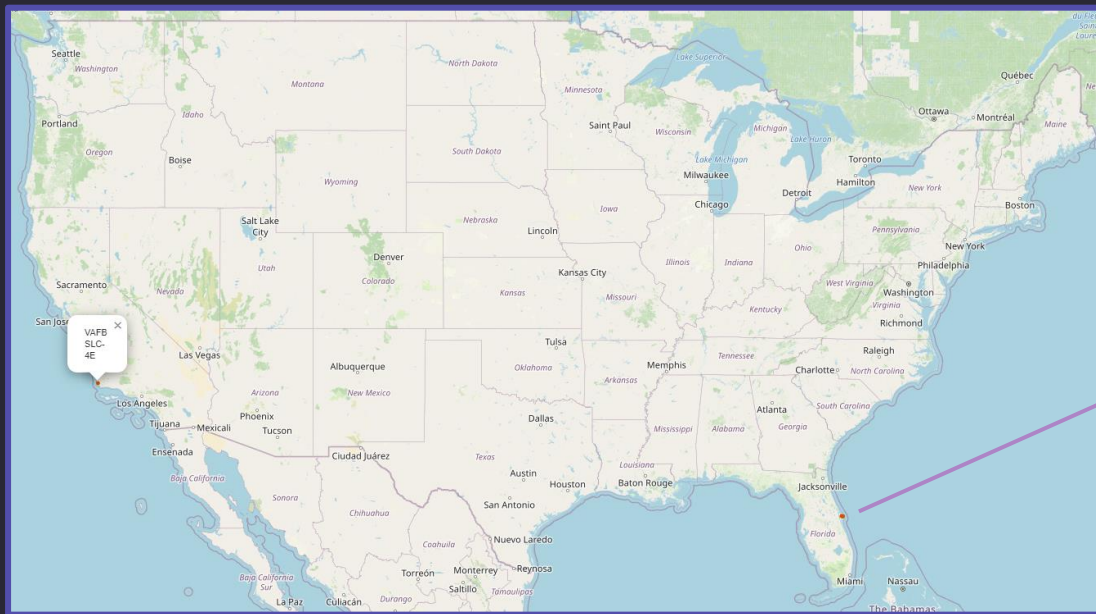 du Fle
Sain
Laure
Lake Superior
Québec
Seattle
Washington
North Dakota
Montana
Minnesota
Ottawa
Montréal
Maine
Portland
Idaho
Saint Paul
Wisconsin
Michigan
Lake Huron
Oregon
Boise
South Dakota
Lake Michigan
Toronto
Milwaukee
Hamilton
New York
Wyoming
Detroit
Chicago
Boston
Iowa
Salt Lake
City
Nebraska
Lincoln
Pennsylvania
New York
Denver
Ohio
Utah
Illinois
Indiana
Philadelphia
Kansas City
Sacramento
Nevada
Colorado
Kansas
Missouri
West Virginia
Washington
Virginia
Kentucky
San José
Richmond
VAFB
SLC-
4E
×
Las Vegas
Tulsa
Raleigh
Albuquerque
Oklahoma
Memphis
Tennessee
Charlotte
North Carolina
Arizona
New Mexico
Arkansas
Los Angeles
Phoenix
Atlanta
South Carolina
Tijuana
Mexicali
Tucson
Dallas
Mississippi
Alabama
Georgia
Ensenada
Ciudad Juárez
Texas
Louisiana
Baja California
Austin
Houston
Baton Rouge
Jacksonville
Sonora
San Antonio
Chihuahua
Florida
Nuevo Laredo
Coahuila
Baja California
Sur
Torreón
Monterrey
Reynosa
Miami
Nassau
Saltillo
Tamaulipas
La Paz
Culiacán
Durango
The Bahamas